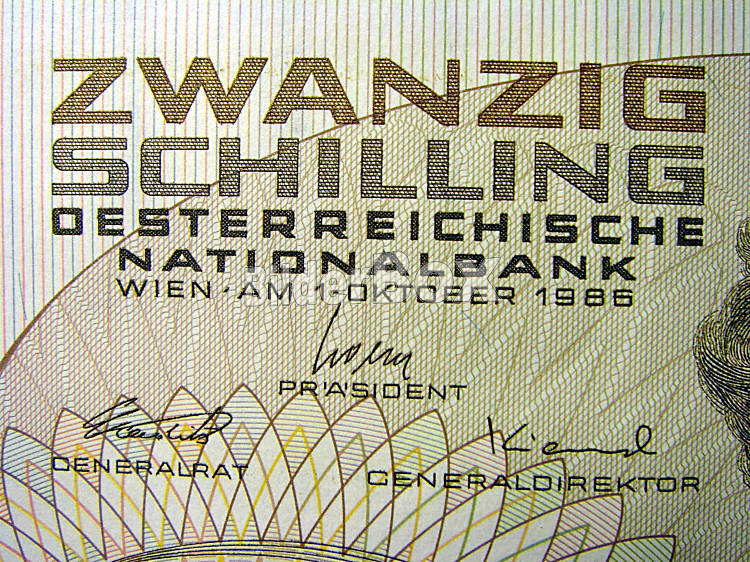 ZWANZIG
SCHILLING
OESTERREICHISCHE
NATIONALBANK
WIEN · AM 1 · OKTOBER 1986
PRÄSIDENT
GENERALRAT
GENERALDIREKTOR